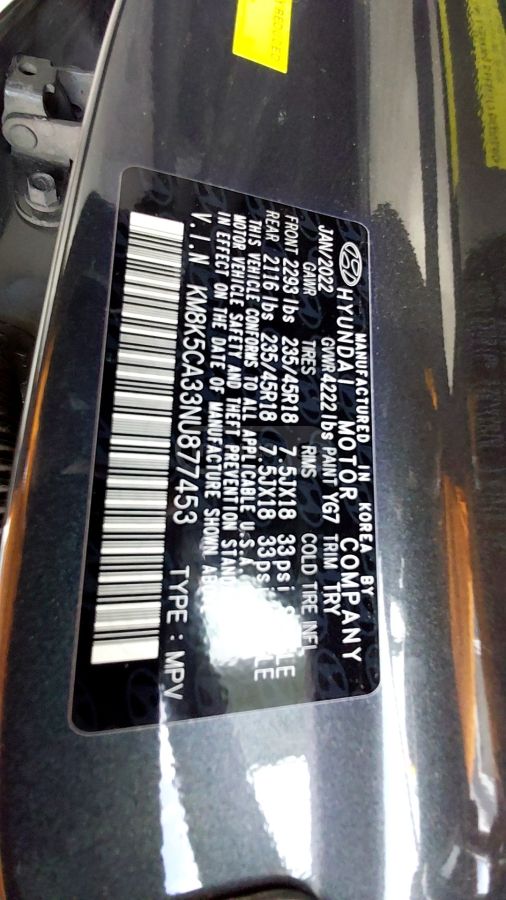 MANUFACTURED IN KOREA BY
HYUNDAI MOTOR COMPANY
JAN/2022 GVWR 4222 lbs PAINT YG7 TRIM TRY
GAWR TIRES RIMS COLD TIRE INFL
FRONT 2293 lbs 235/45R18 7.5JX18 33psi
REAR 2116 lbs 235/45R18 7.5JX18 33psi
THIS VEHICLE CONFORMS TO ALL APPLICABLE U.S.A
MOTOR VEHICLE SAFETY AND THEFT PREVENTION
IN EFFECT ON THE DATE OF MANUFACTURE SHOWN
V.I.N KM8K5CA33NU877453 TYPE : MPV